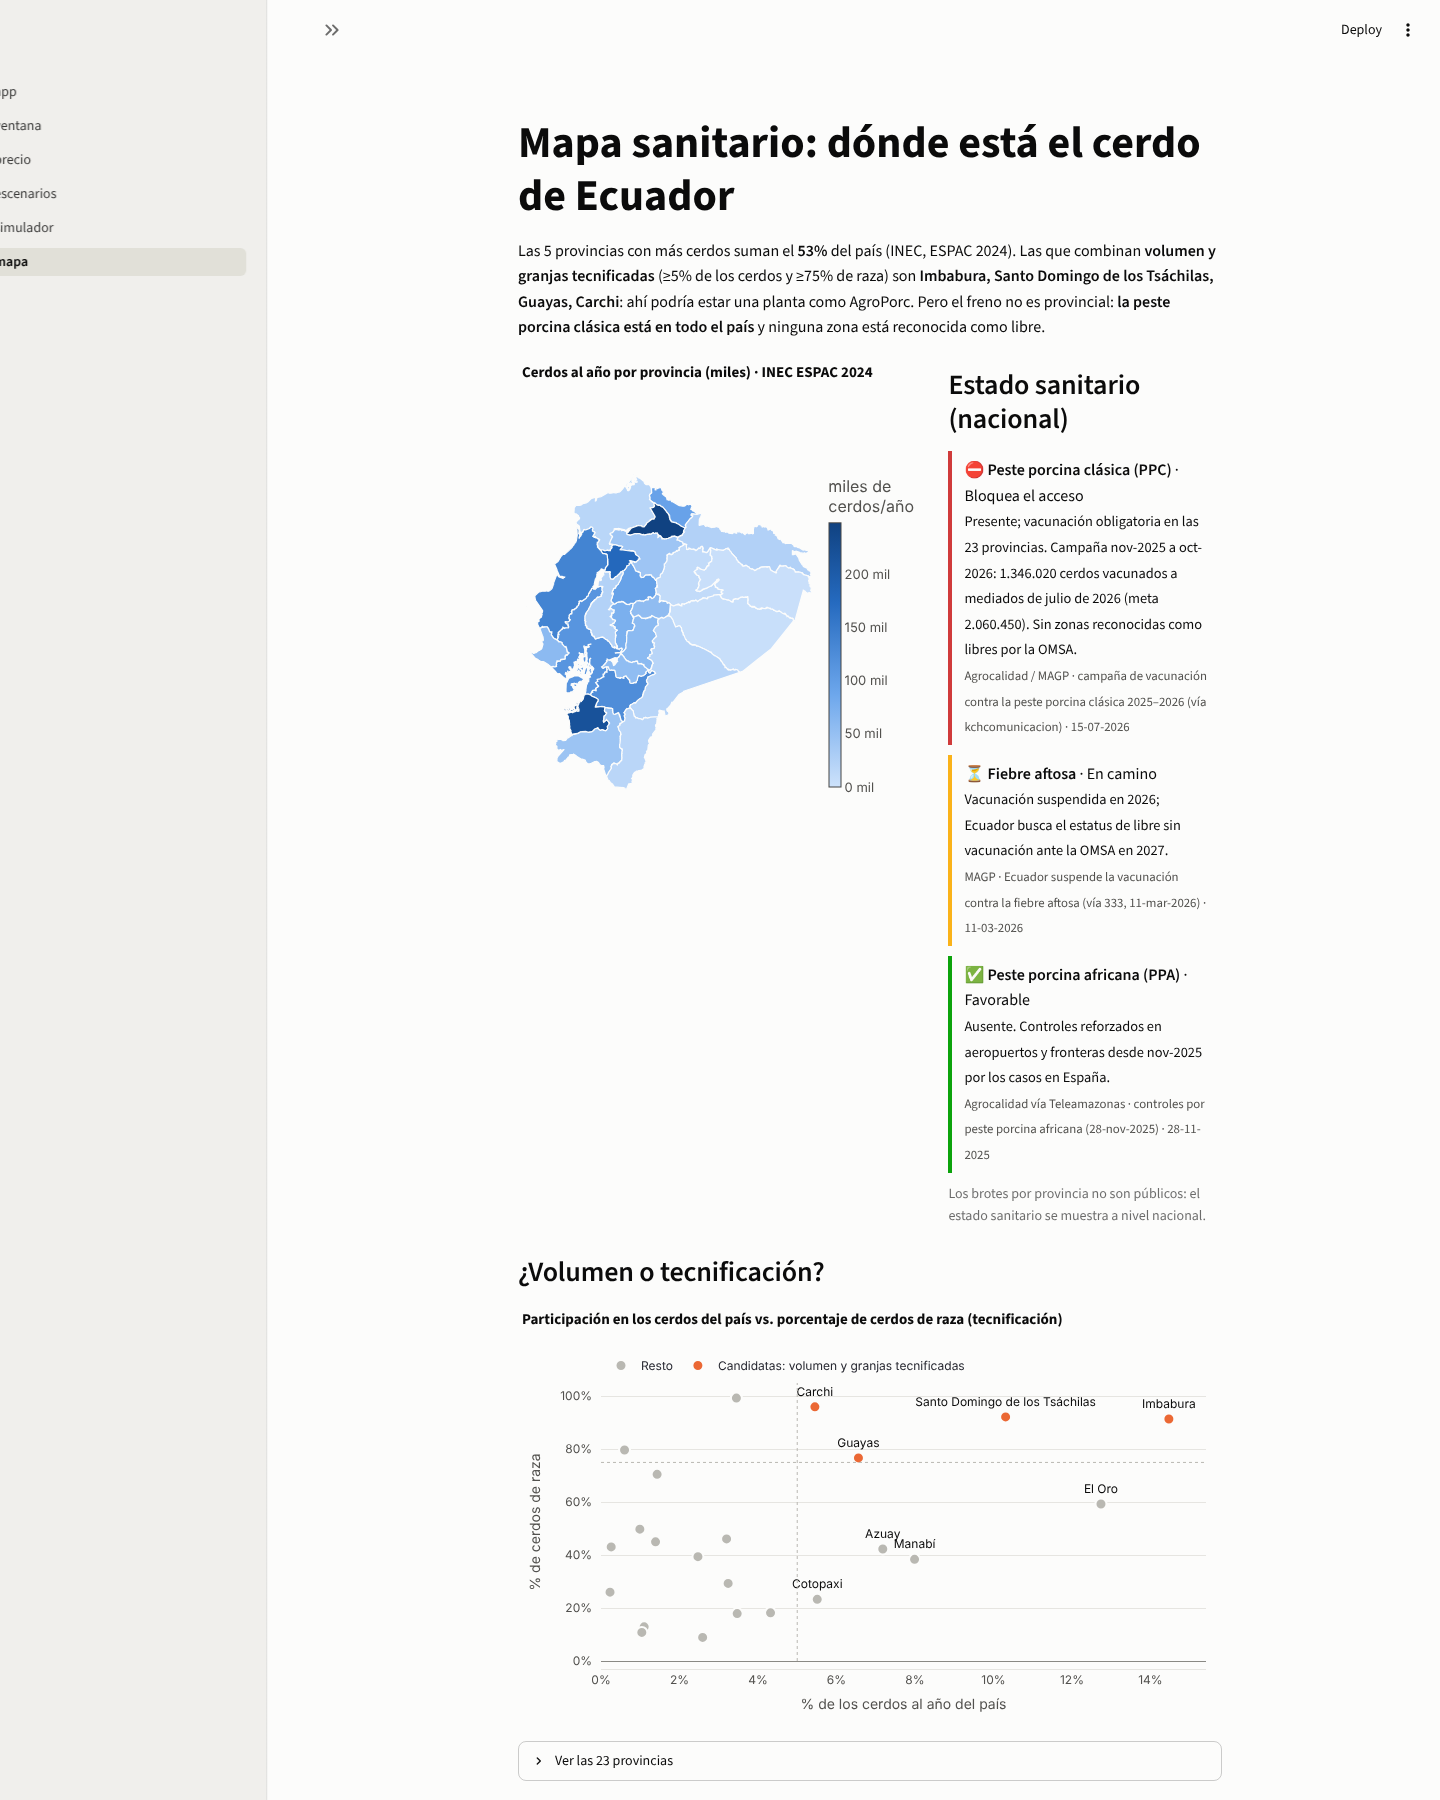 Deploy
app
ventana
precio
escenarios
simulador
mapa
Mapa sanitario: dónde está el cerdo
de Ecuador
Las 5 provincias con más cerdos suman el 53% del país (INEC, ESPAC 2024). Las que combinan volumen y
granjas tecnificadas (≥5% de los cerdos y ≥75% de raza) son Imbabura, Santo Domingo de los Tsáchilas,
Guayas, Carchi: ahí podría estar una planta como AgroPorc. Pero el freno no es provincial: la peste
porcina clásica está en todo el país y ninguna zona está reconocida como libre.
Cerdos al año por provincia (miles) · INEC ESPAC 2024
miles de
cerdos/año
200 mil
150 mil
100 mil
50 mil
0 mil
Estado sanitario
(nacional)
⛔ Peste porcina clásica (PPC) ·
Bloquea el acceso
Presente; vacunación obligatoria en las
23 provincias. Campaña nov-2025 a oct-
2026: 1.346.020 cerdos vacunados a
mediados de julio de 2026 (meta
2.060.450). Sin zonas reconocidas como
libres por la OMSA.
Agrocalidad / MAGP · campaña de vacunación
contra la peste porcina clásica 2025–2026 (vía
kchcomunicacion) · 15-07-2026
⏳ Fiebre aftosa · En camino
Vacunación suspendida en 2026;
Ecuador busca el estatus de libre sin
vacunación ante la OMSA en 2027.
MAGP · Ecuador suspende la vacunación
contra la fiebre aftosa (vía 333, 11-mar-2026) ·
11-03-2026
✅ Peste porcina africana (PPA) ·
Favorable
Ausente. Controles reforzados en
aeropuertos y fronteras desde nov-2025
por los casos en España.
Agrocalidad vía Teleamazonas · controles por
peste porcina africana (28-nov-2025) · 28-11-
2025
Los brotes por provincia no son públicos: el
estado sanitario se muestra a nivel nacional.
¿Volumen o tecnificación?
Participación en los cerdos del país vs. porcentaje de cerdos de raza (tecnificación)
Resto
Candidatas: volumen y granjas tecnificadas
% de cerdos de raza
100%
80%
60%
40%
20%
0%
Carchi
Santo Domingo de los Tsáchilas
Imbabura
Guayas
El Oro
Azuay
Manabí
Cotopaxi
0%
2%
4%
6%
8%
10%
12%
14%
% de los cerdos al año del país
Ver las 23 provincias